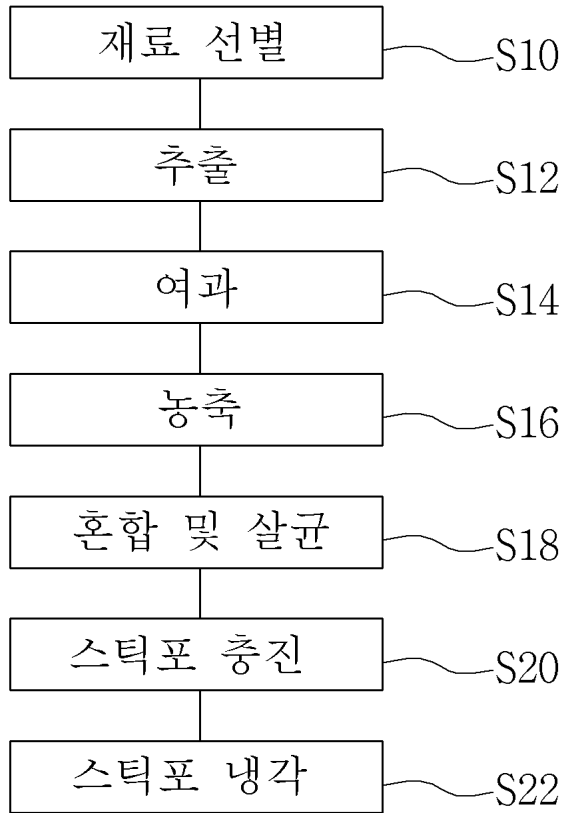 재료 선별
S10
추출
S12
여과
S14
농축
S16
혼합 및 살균
S18
스틱포 충진
S20
스틱포 냉각
S22